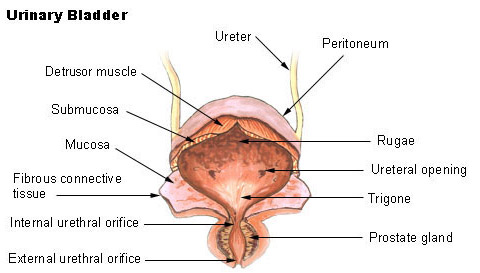 Urinary Bladder
Ureter
Peritoneum
Detrusor muscle
Submucosa
Mucosa
Fibrous connective
tissue
Internal urethral orifice
External urethral orifice
Rugae
Ureteral opening
Trigone
Prostate gland